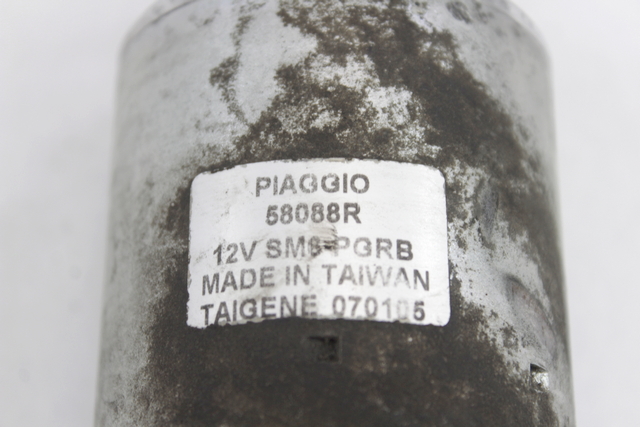 PIAGGIO
58088R
12V SM8-PGRB
MADE IN TAIWAN
TAIGENE 070105